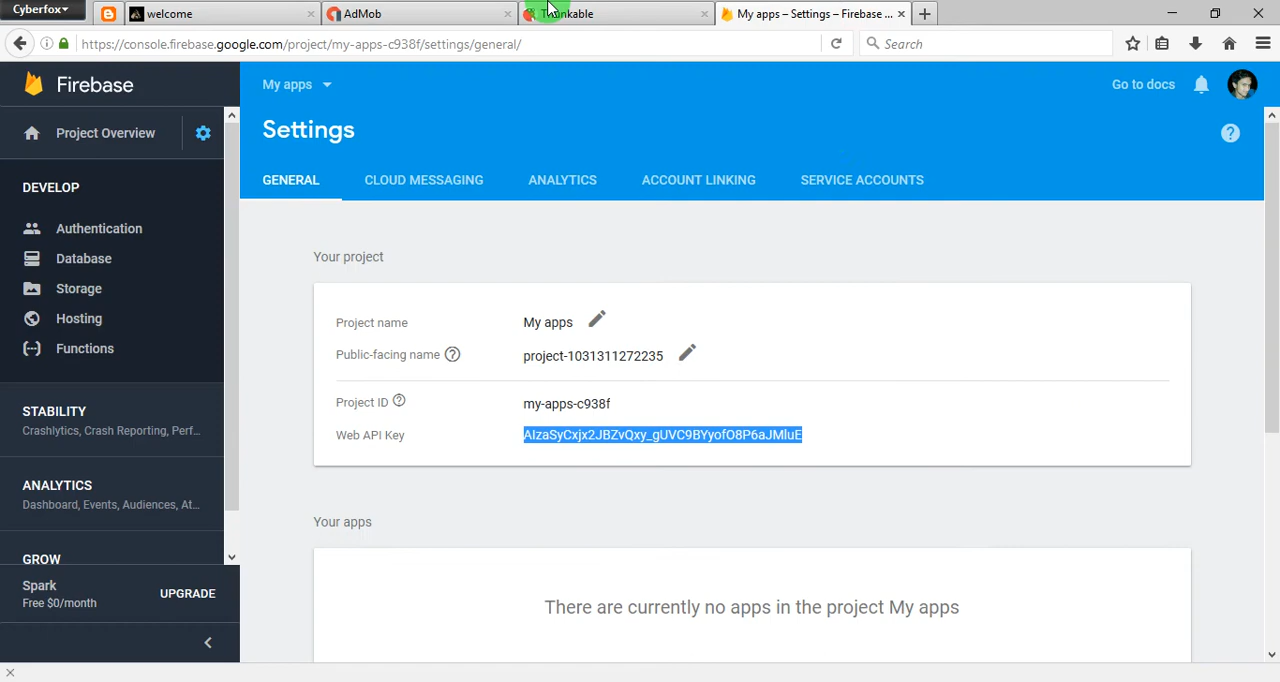 Cyberfox
welcome
AdMob
Thunkable
My apps – Settings – Firebase ...
https://console.firebase.google.com/project/my-apps-c938f/settings/general/
Search
Firebase
My apps
Go to docs
Project Overview
Settings
GENERAL
CLOUD MESSAGING
ANALYTICS
ACCOUNT LINKING
SERVICE ACCOUNTS
DEVELOP
Authentication
Database
Storage
Hosting
Functions
STABILITY
Crashlytics, Crash Reporting, Perf...
ANALYTICS
Dashboard, Events, Audiences, At...
GROW
Spark
Free $0/month
UPGRADE
Your project
Project name
My apps
Public-facing name
project-1031311272235
Project ID
my-apps-c938f
Web API Key
AIzaSyCxjx2JBZvQxy_gUVC9BYyofO8P6aJMluE
Your apps
There are currently no apps in the project My apps